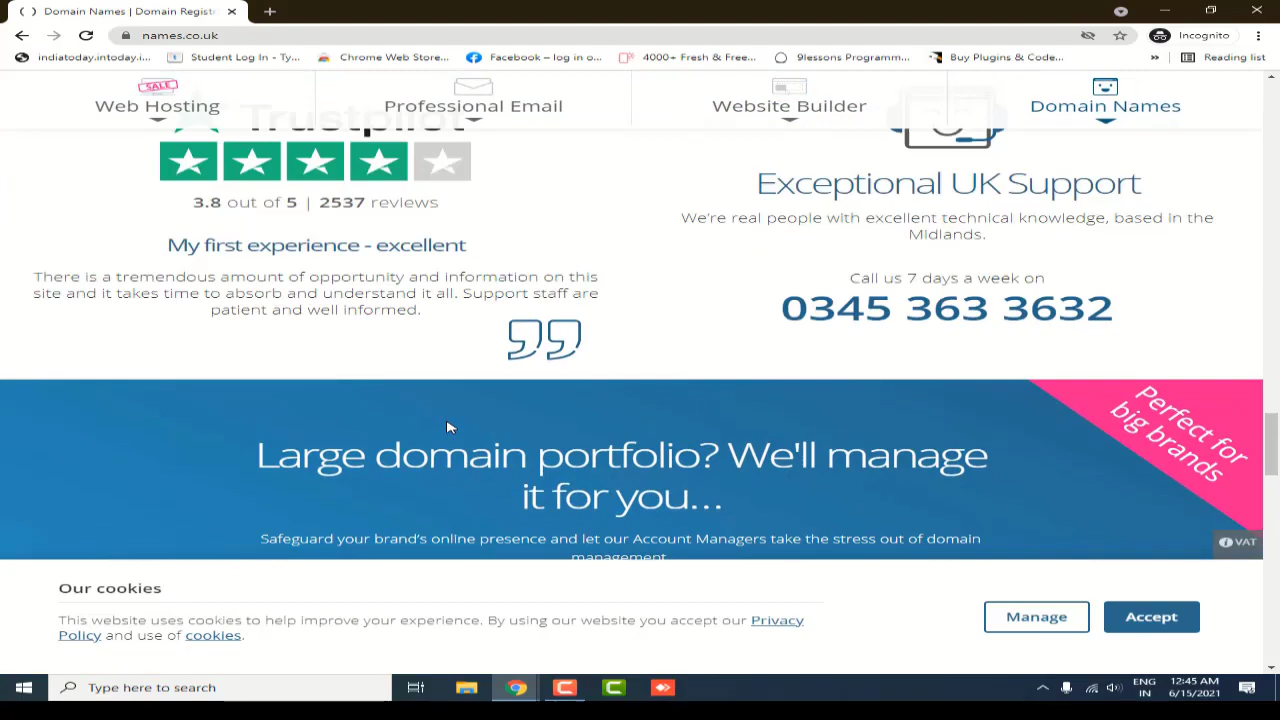 Domain Names | Domain Registr
names.co.uk
Incognito
indiatoday.intoday.i...
Student Log In - Ty...
Chrome Web Store...
Facebook – log in o...
4000+ Fresh & Free...
9lessons Programm...
Buy Plugins & Code...
»
Reading list
SALE
Web Hosting
Professional Email
Website Builder
Domain Names
Trustpilot
3.8 out of 5 | 2537 reviews
My first experience - excellent
There is a tremendous amount of opportunity and information on this
site and it takes time to absorb and understand it all. Support staff are
patient and well informed.
Exceptional UK Support
We're real people with excellent technical knowledge, based in the
Midlands.
Call us 7 days a week on
0345 363 3632
Perfect for
big brands
Large domain portfolio? We'll manage
it for you...
Safeguard your brand's online presence and let our Account Managers take the stress out of domain
management.
VAT
Our cookies
This website uses cookies to help improve your experience. By using our website you accept our Privacy
Policy and use of cookies.
Manage
Accept
Type here to search
ENG
IN
12:45 AM
6/15/2021